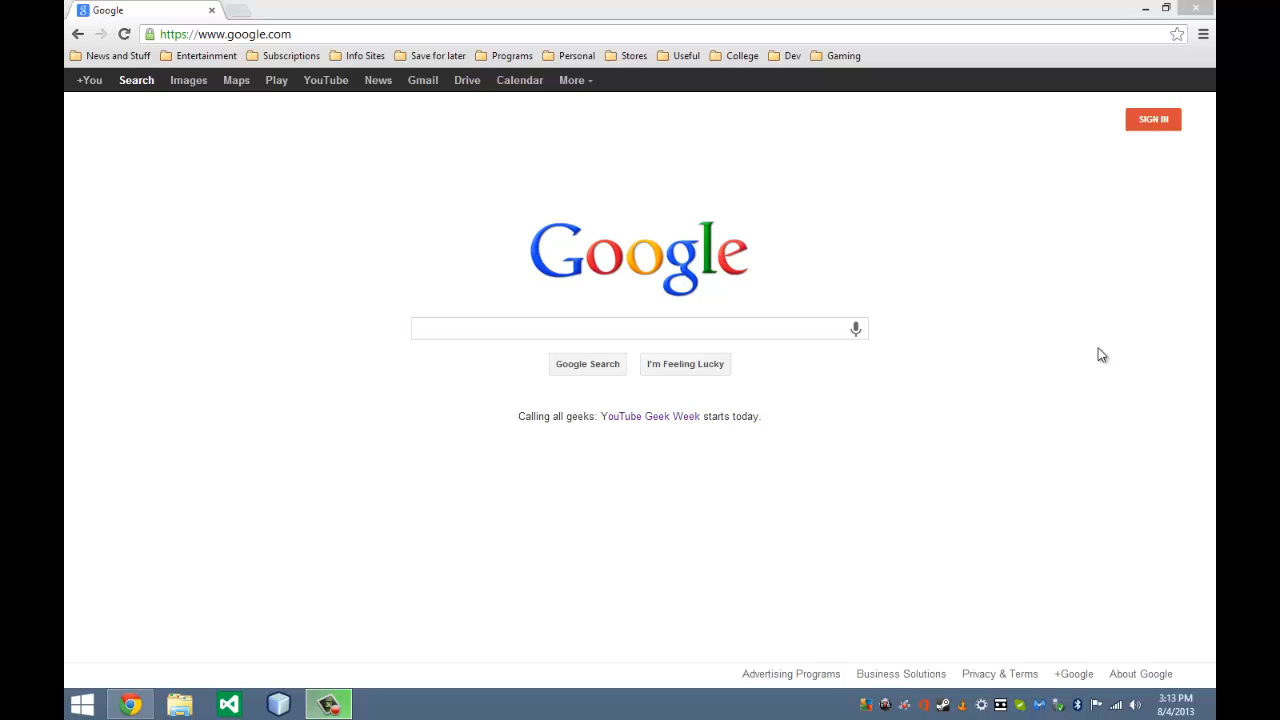 Google
https://www.google.com
News and Stuff Entertainment Subscriptions Info Sites Save for later Programs Personal Stores Useful College Dev Gaming
+You Search Images Maps Play YouTube News Gmail Drive Calendar More
SIGN IN
Google
Google Search I'm Feeling Lucky
Calling all geeks: YouTube Geek Week starts today.
Advertising Programs Business Solutions Privacy & Terms +Google About Google
3:13 PM
8/4/2013